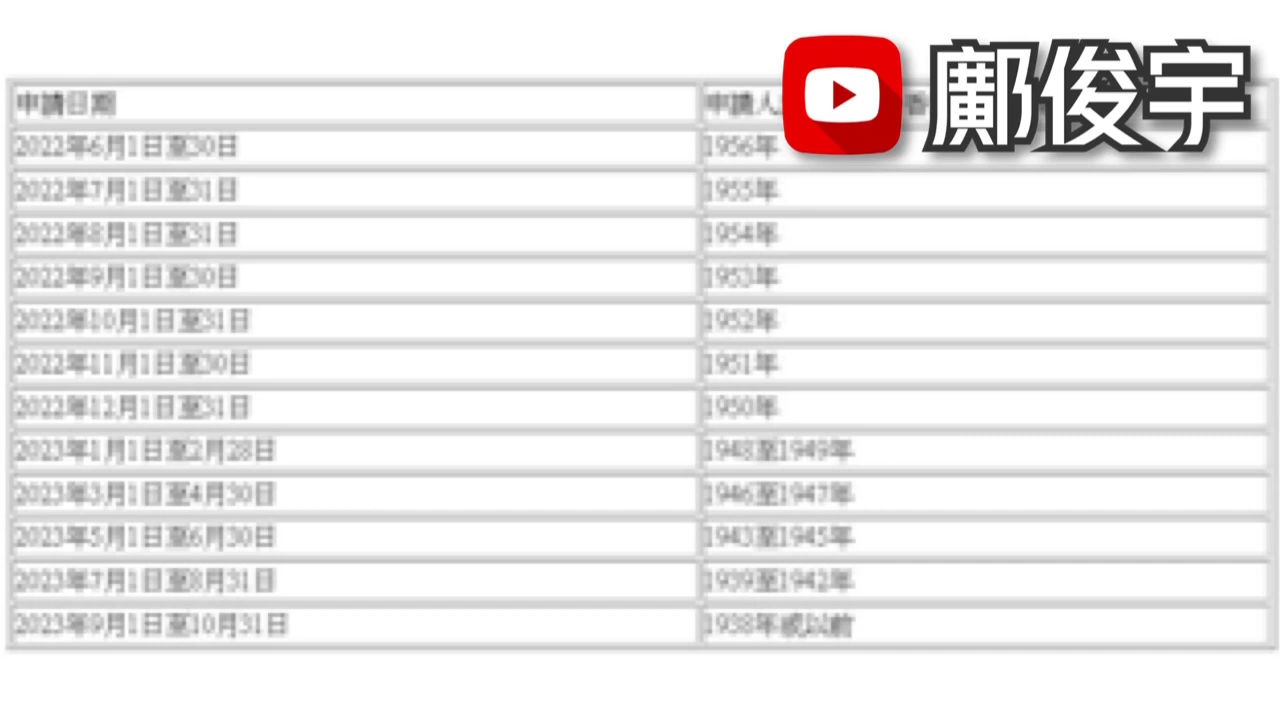 鄺俊宇
申請日期 申請人
2022年6月1日至30日 1956年
2022年7月1日至31日 1955年
2022年8月1日至31日 1954年
2022年9月1日至30日 1953年
2022年10月1日至31日 1952年
2022年11月1日至30日 1951年
2022年12月1日至31日 1950年
2023年1月1日至2月28日 1948至1949年
2023年3月1日至4月30日 1946至1947年
2023年5月1日至6月30日 1943至1945年
2023年7月1日至8月31日 1939至1942年
2023年9月1日至10月31日 1938年或以前